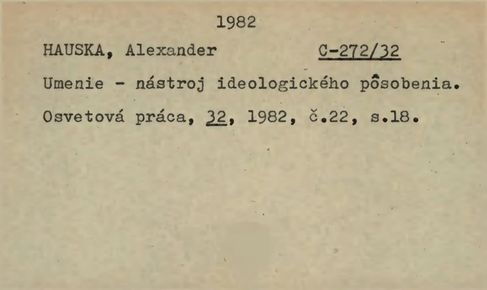 1982
HAUSKA, Alexander C-272/32
Umenie - nástroj ideologického pôsobenia.
Osvetová práca, 32, 1982, č.22, s.18.